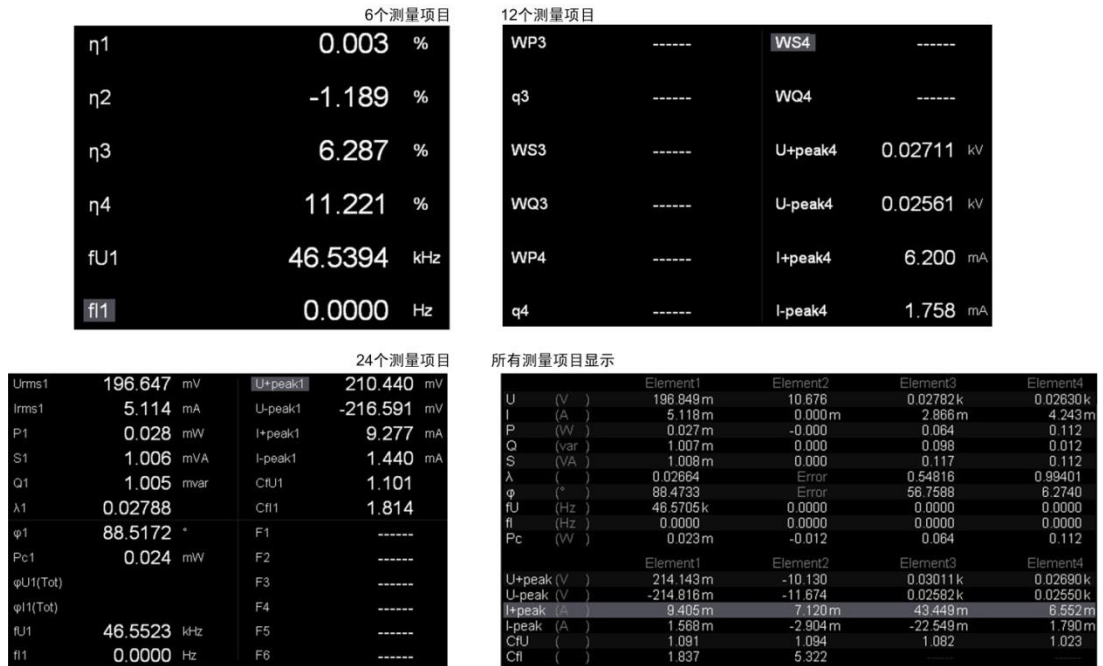 6个测量项目
η1 0.003 %
η2 -1.189 %
η3 6.287 %
η4 11.221 %
fU1 46.5394 kHz
fI1 0.0000 Hz
12个测量项目
WP3 ------ WS4 ------
q3 ------ WQ4 ------
WS3 ------ U+peak4 0.02711 kV
WQ3 ------ U-peak4 0.02561 kV
WP4 ------ I+peak4 6.200 mA
q4 ------ I-peak4 1.758 mA
24个测量项目
Urms1 196.647 mV U+peak1 210.440 mV
Irms1 5.114 mA U-peak1 -216.591 mV
P1 0.028 mW I+peak1 9.277 mA
S1 1.006 mVA I-peak1 1.440 mA
Q1 1.005 mvar CfU1 1.101
λ1 0.02788 CfI1 1.814
φ1 88.5172 ° F1 ------
Pc1 0.024 mW F2 ------
φU1(Tot) F3 ------
φI1(Tot) F4 ------
fU1 46.5523 kHz F5 ------
fI1 0.0000 Hz F6 ------
所有测量项目显示
Element1 Element2 Element3 Element4
U (V ) 196.849m 10.676 0.02782k 0.02630k
I (A ) 5.118m 0.000m 2.866m 4.243m
P (W ) 0.027m -0.000 0.064 0.112
Q (var ) 1.007m 0.000 0.098 0.012
S (VA ) 1.008m 0.000 0.117 0.112
λ ( ) 0.02664 Error 0.54816 0.99401
φ (° ) 88.4733 Error 56.7588 6.2740
fU (Hz ) 46.5705k 0.0000 0.0000 0.0000
fI (Hz ) 0.0000 0.0000 0.0000 0.0000
Pc (W ) 0.023m -0.012 0.064 0.112
Element1 Element2 Element3 Element4
U+peak (V ) 214.143m -10.130 0.03011k 0.02690k
U-peak (V ) -214.816m -11.674 0.02582k 0.02550k
I+peak (A ) 9.405m 7.120m 43.449m 6.552m
I-peak (A ) 1.568m -2.904m -22.549m 1.790m
CfU ( ) 1.091 1.094 1.082 1.023
CfI ( ) 1.837 5.322 ------ ------